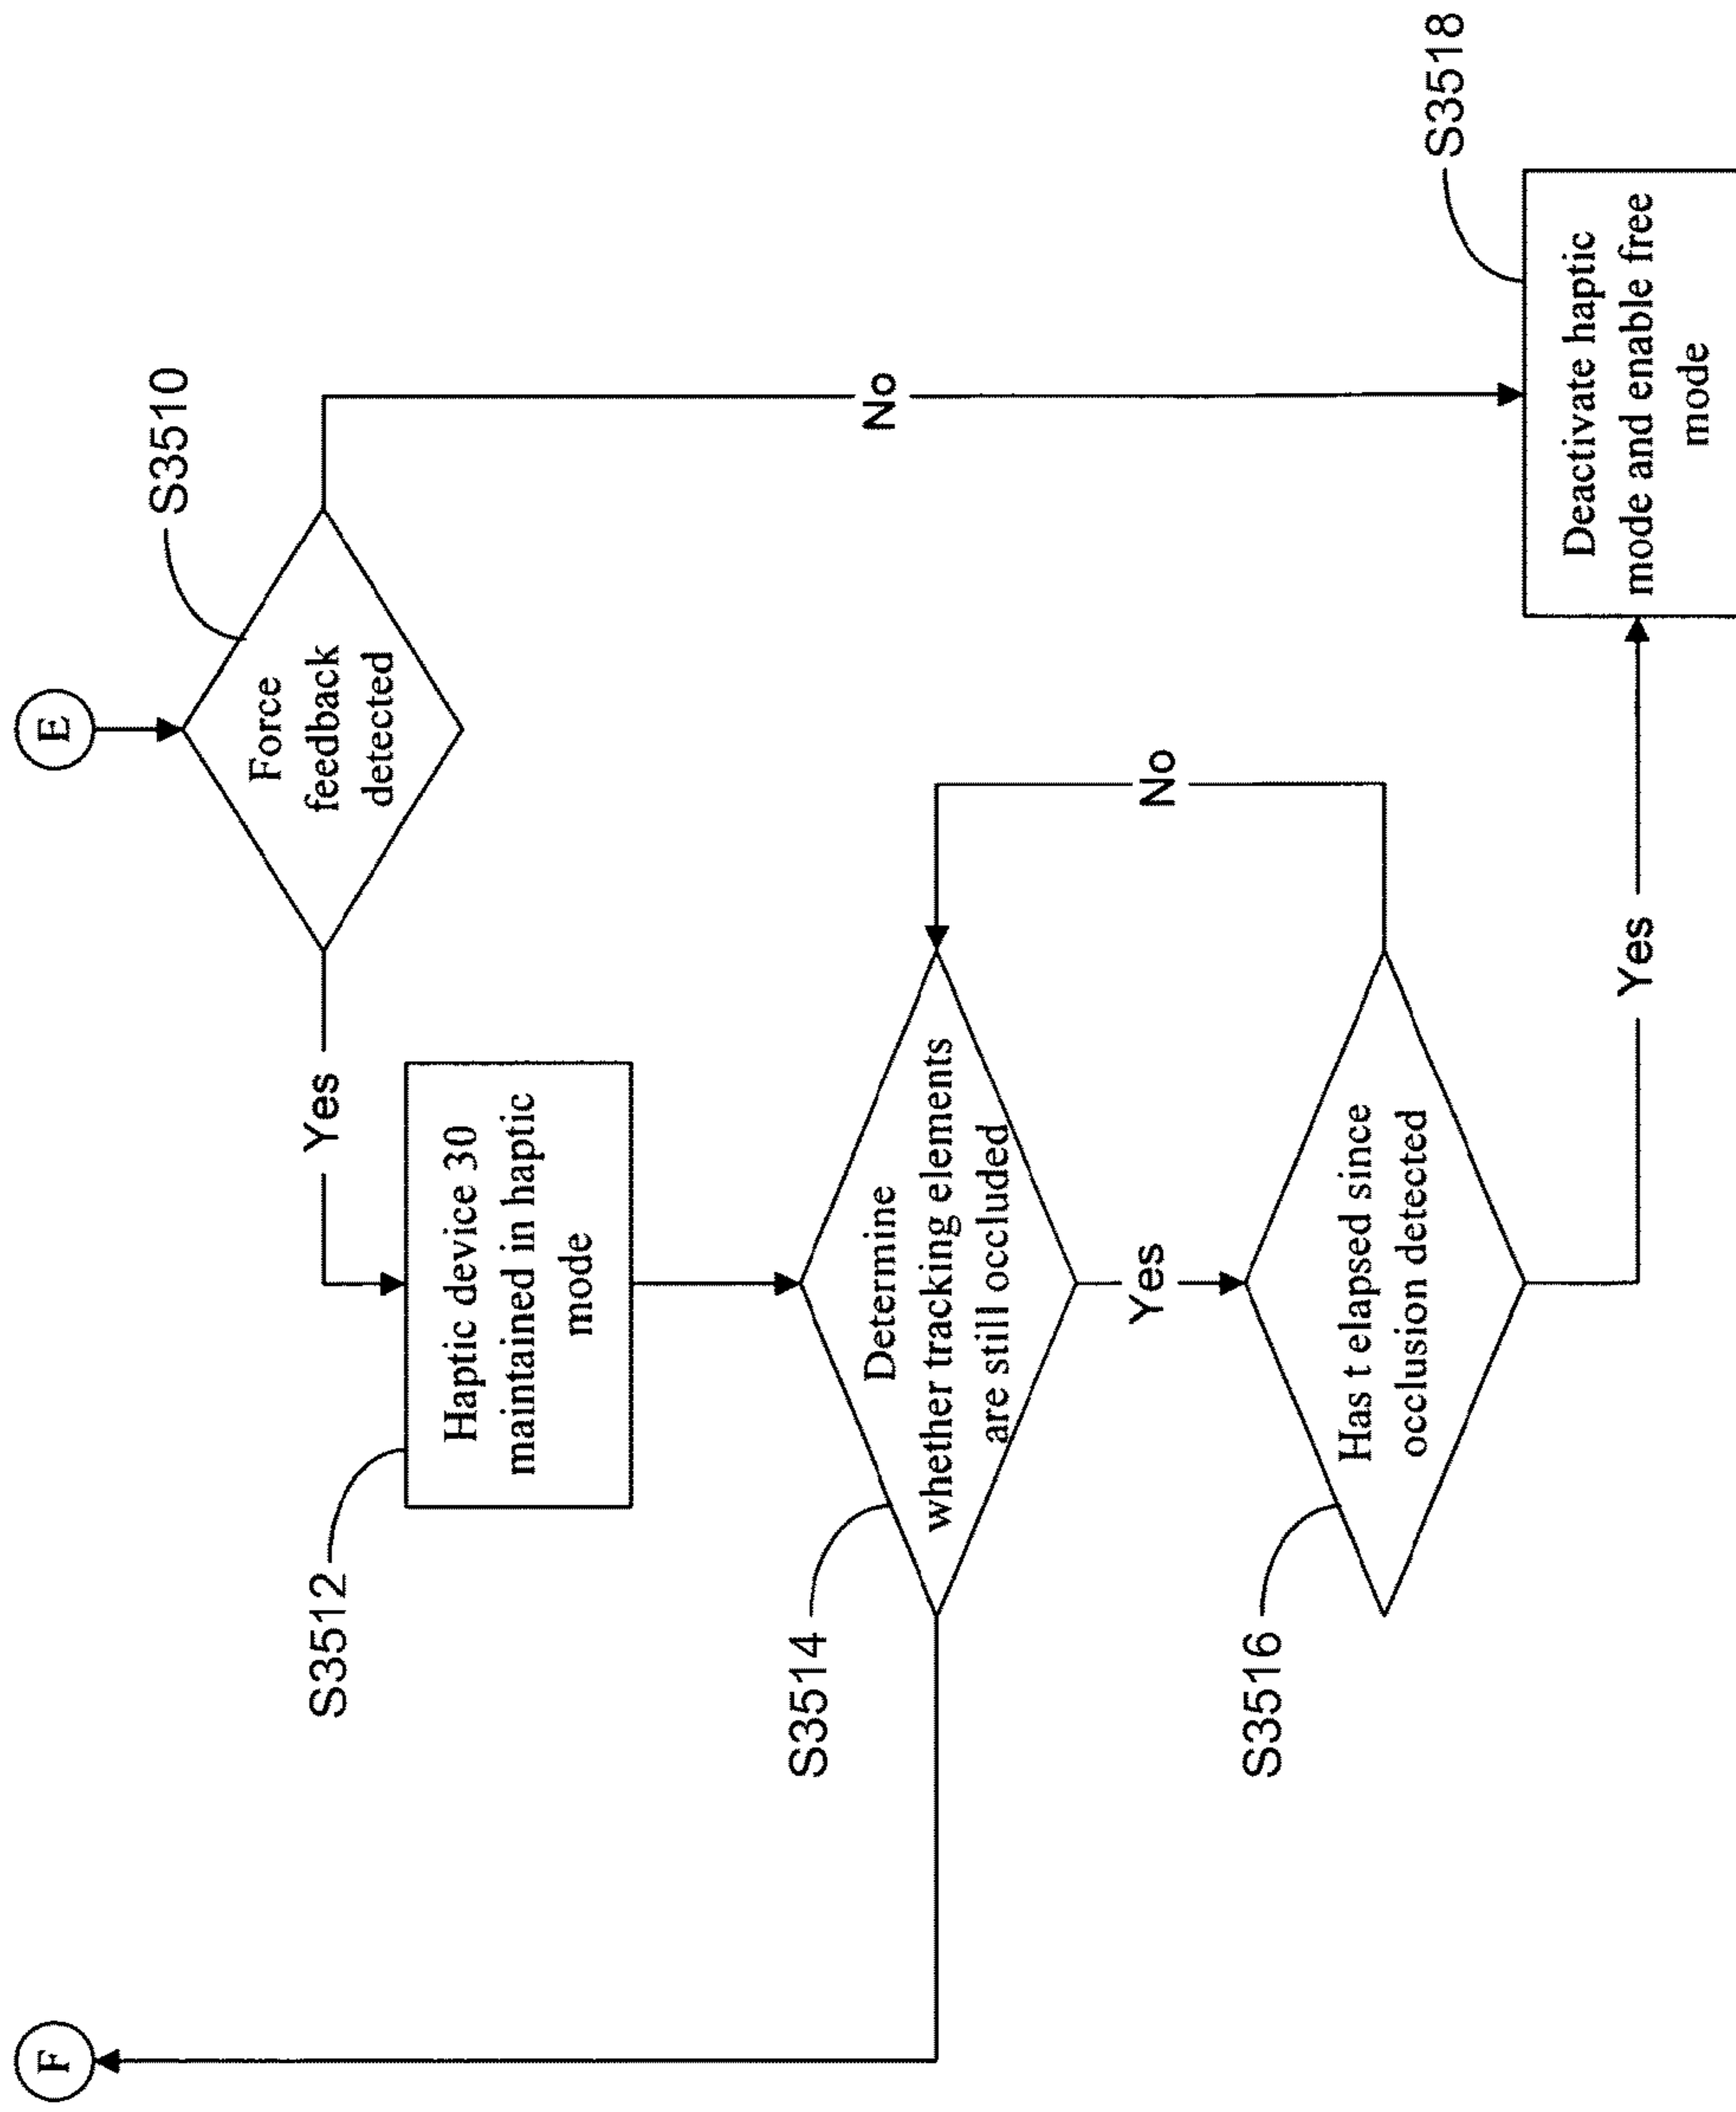 E
S3510
Force
feedback
detected
Yes
No
S3512
Haptic device 30
maintained in haptic
mode
F
S3514
Determine
whether tracking elements
are still occluded
No
Yes
S3516
Has t elapsed since
occlusion detected
Yes
S3518
Deactivate haptic
mode and enable free
mode